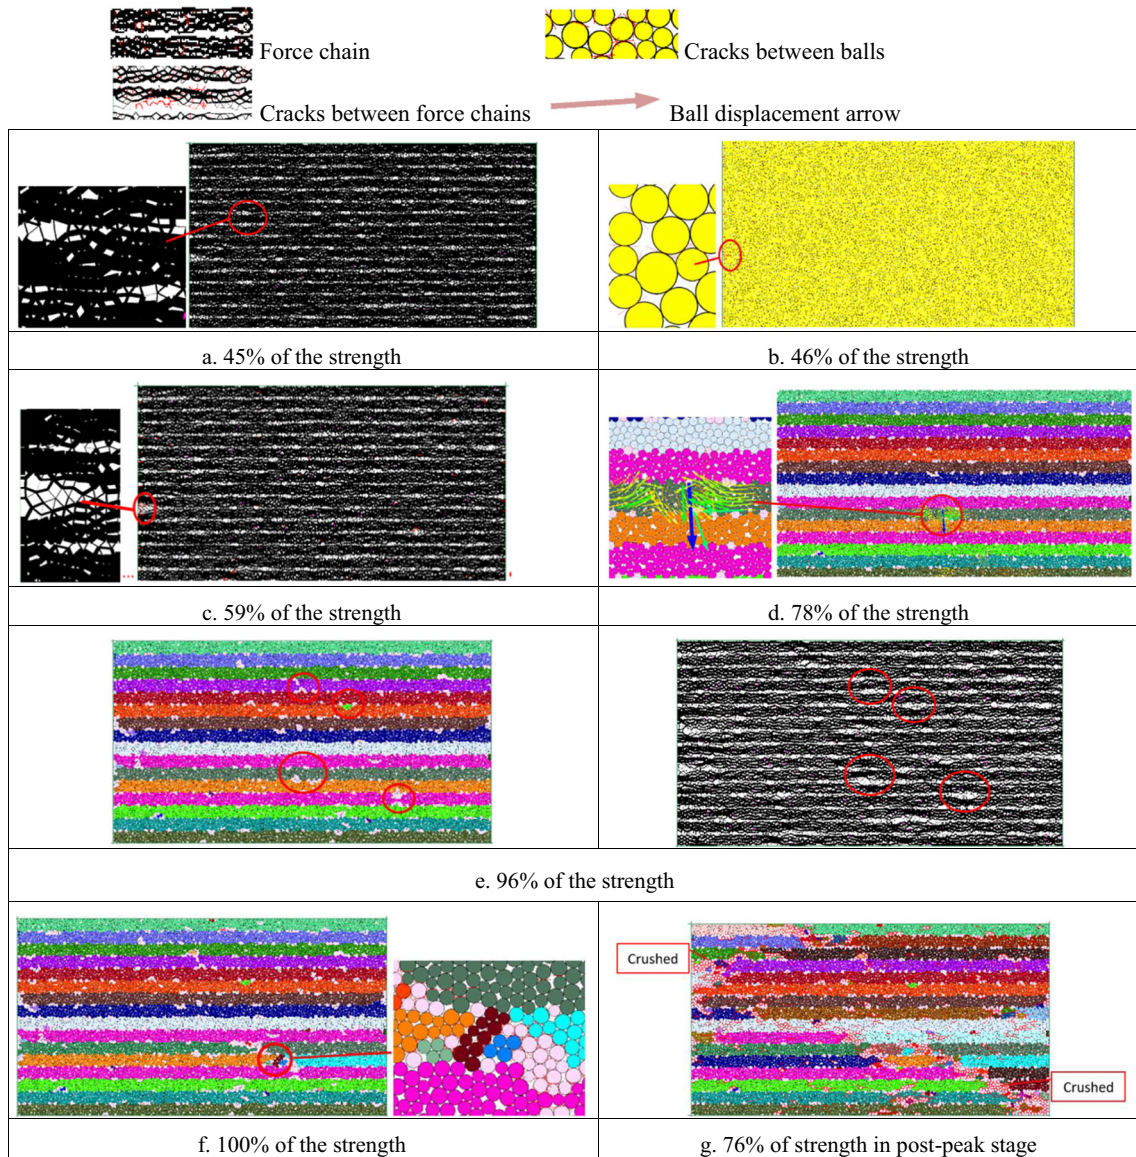 Force chain
Cracks between balls
Cracks between force chains
Ball displacement arrow
a. 45% of the strength
b. 46% of the strength
c. 59% of the strength
d. 78% of the strength
e. 96% of the strength
Crushed
Crushed
f. 100% of the strength
g. 76% of strength in post-peak stage